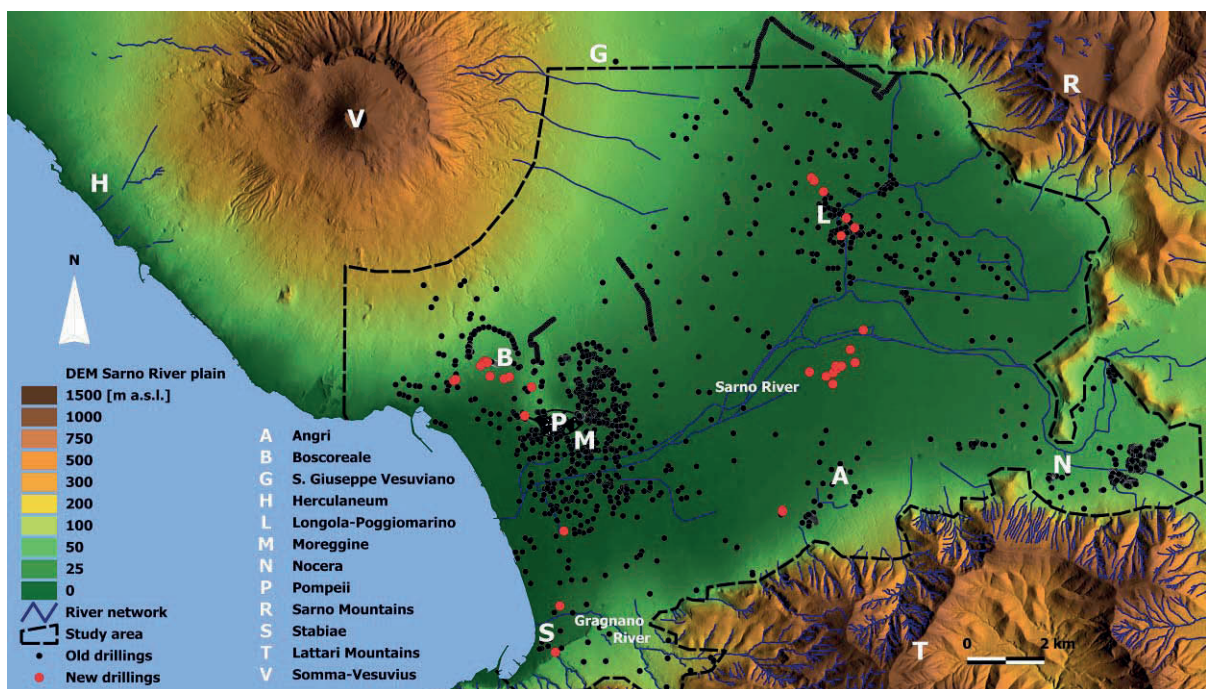 G
R
V
H
L
N
B
Sarno River
P
M
A
N
Gragnano
River
S
T
0 2 km
DEM Sarno River plain
1500 [m a.s.l.]
1000
750
500
300
200
100
50
25
0
River network
Study area
Old drillings
New drillings
A Angri
B Boscoreale
G S. Giuseppe Vesuviano
H Herculaneum
L Longola-Poggiomarino
M Moreggine
N Nocera
P Pompeii
R Sarno Mountains
S Stabiae
T Lattari Mountains
V Somma-Vesuvius